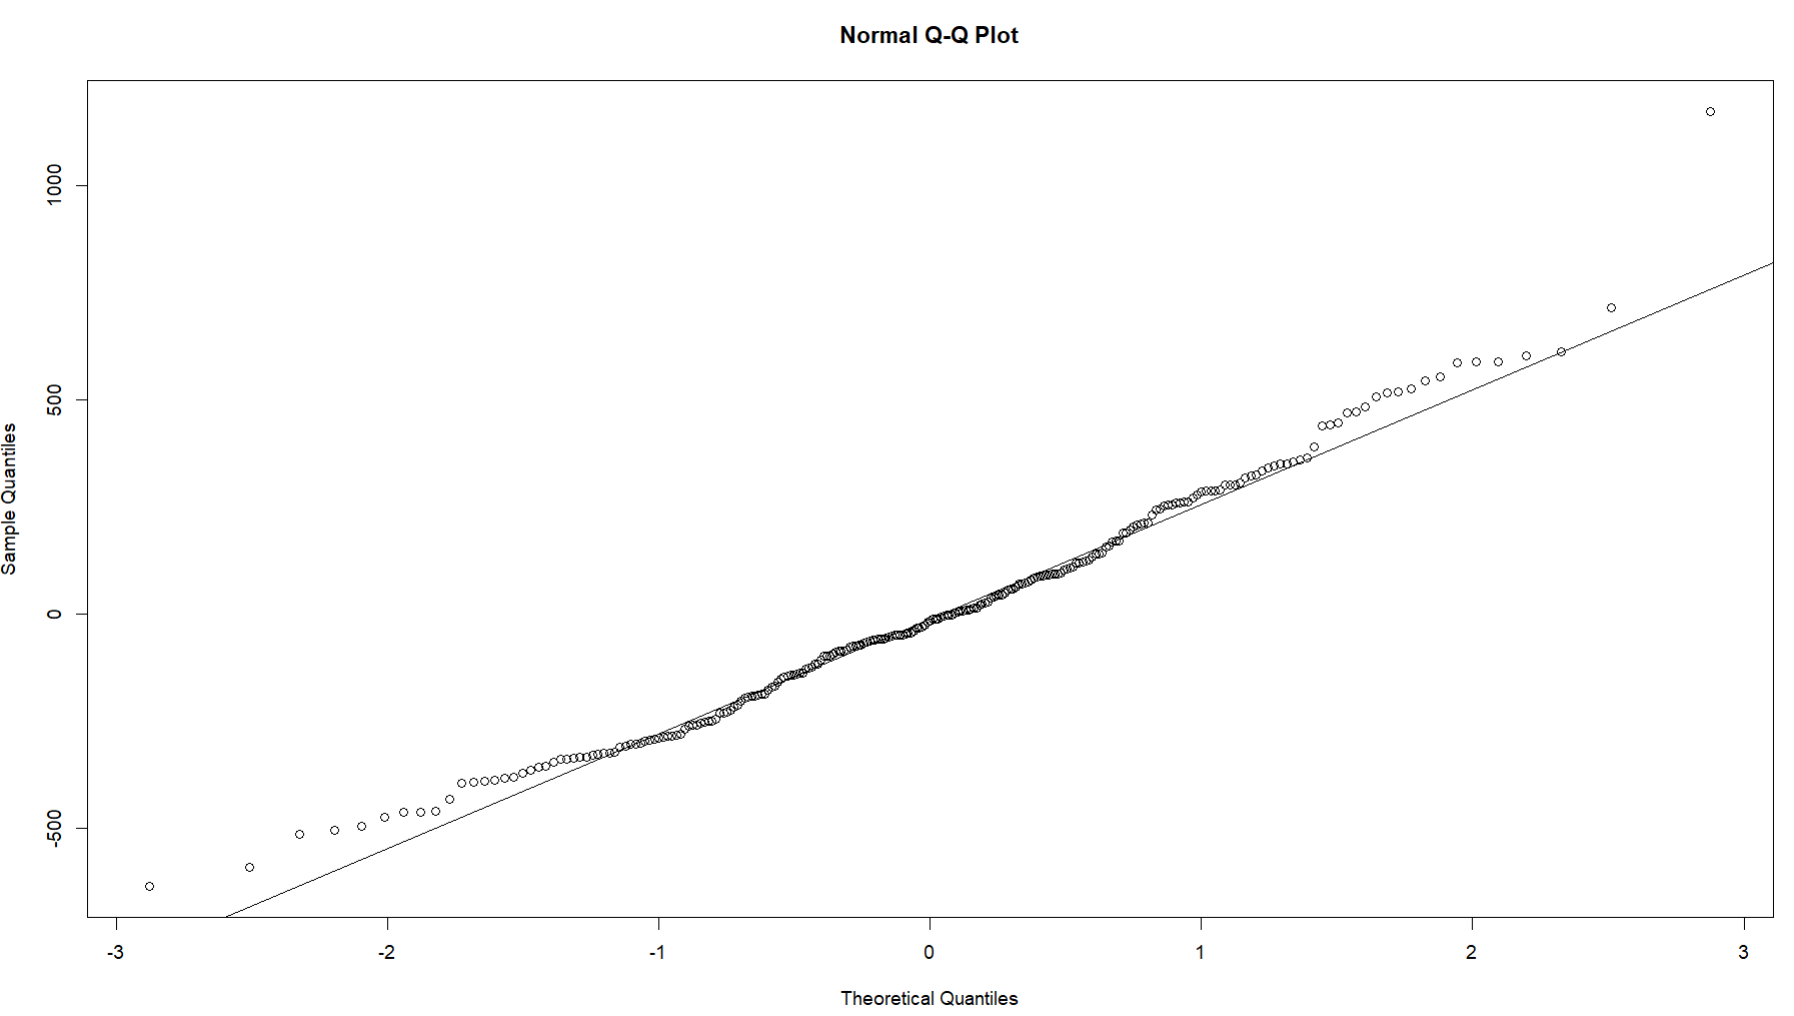 Normal Q-Q Plot
Sample Quantiles
1000
500
0
-500
-3 -2 -1 0 1 2 3
Theoretical Quantiles